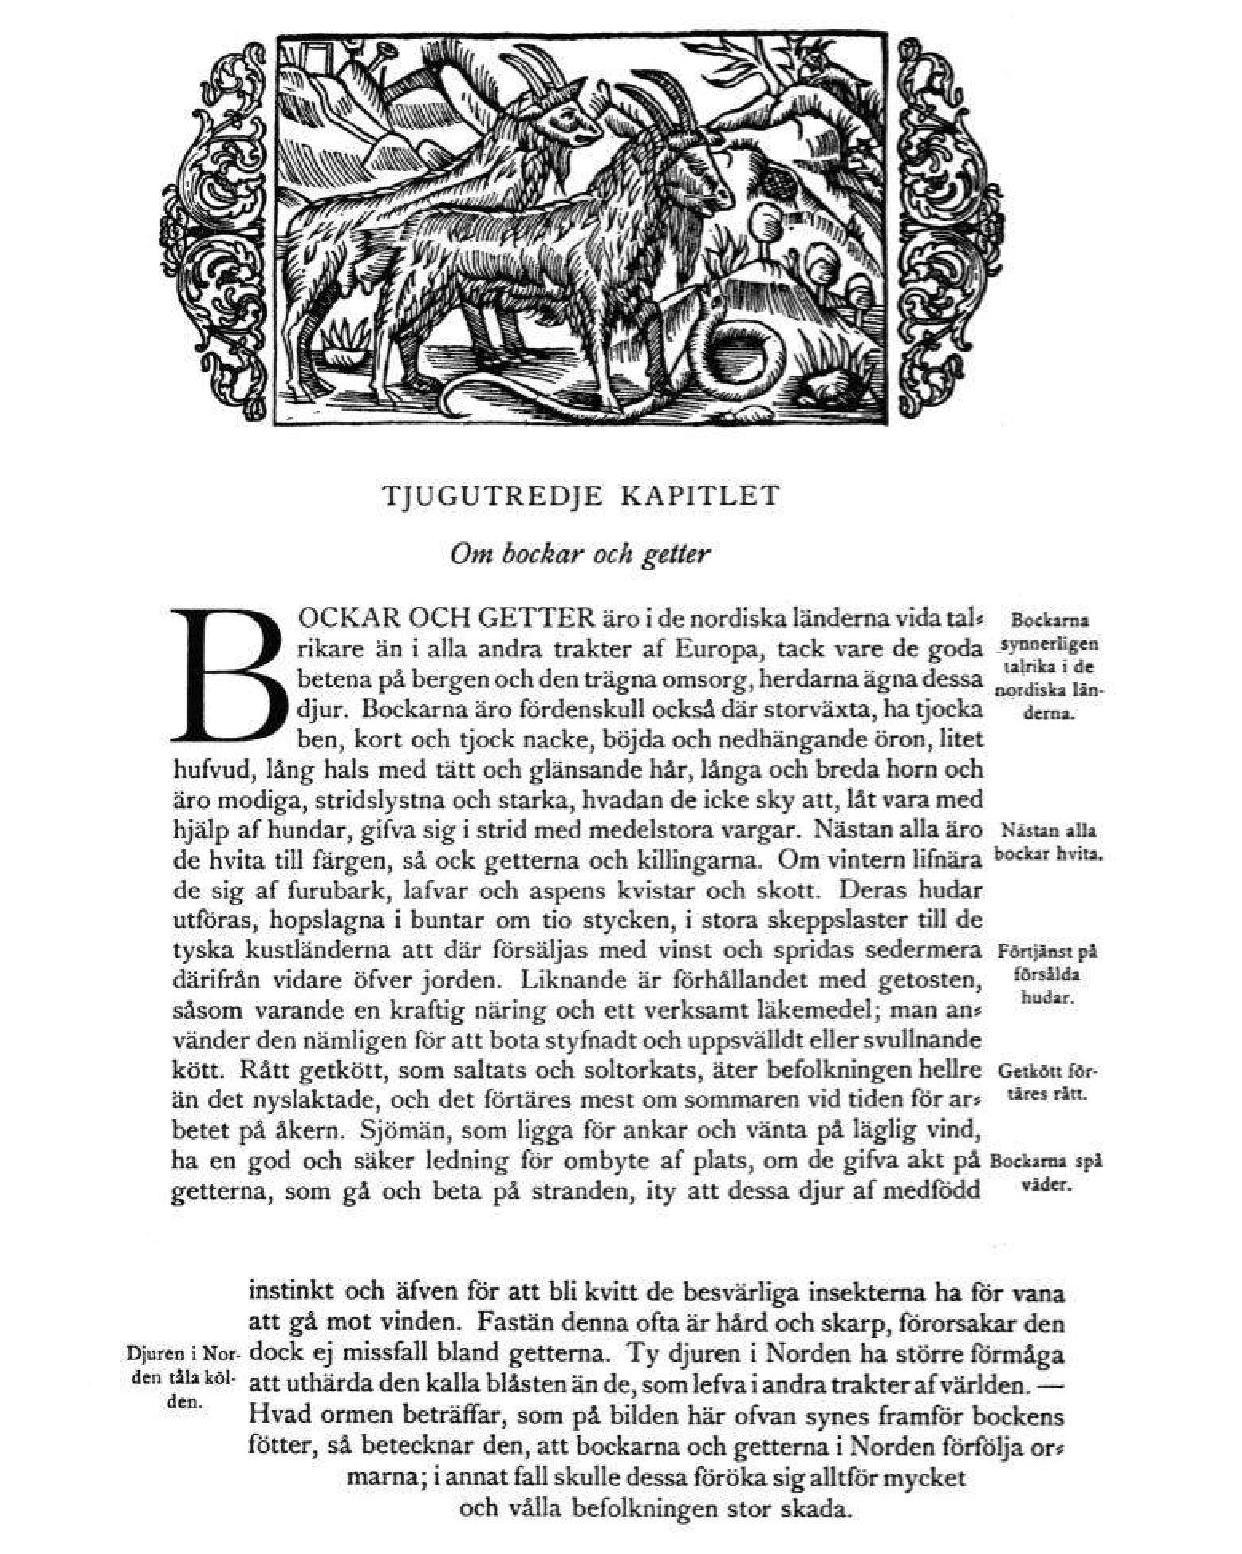 TJUGUTREDJE KAPITLET
Om bockar och getter
BOCKAR OCH GETTER äro i de nordiska länderna vida tal⸗
rikare än i alla andra trakter af Europa, tack vare de goda
betena på bergen och den trägna omsorg, herdarna ägna dessa
djur. Bockarna äro fördenskull också där storväxta, ha tjocka
ben, kort och tjock nacke, böjda och nedhängande öron, litet
hufvud, lång hals med tätt och glänsande hår, långa och breda horn och
äro modiga, stridslystna och starka, hvadan de icke sky att, låt vara med
hjälp af hundar, gifva sig i strid med medelstora vargar. Nästan alla äro
de hvita till färgen, så ock getterna och killingarna. Om vintern lifnära
de sig af furubark, lafvar och aspens kvistar och skott. Deras hudar
utföras, hopslagna i buntar om tio stycken, i stora skeppslaster till de
tyska kustländerna att där försäljas med vinst och spridas sedermera
därifrån vidare öfver jorden. Liknande är förhållandet med getosten,
såsom varande en kraftig näring och ett verksamt läkemedel; man an⸗
vänder den nämligen för att bota styfnadt och uppsvälldt eller svullnande
kött. Rått getkött, som saltats och soltorkats, äter befolkningen hellre
än det nyslaktade, och det förtäres mest om sommaren vid tiden för ar⸗
betet på åkern. Sjömän, som ligga för ankar och vänta på läglig vind,
ha en god och säker ledning för ombyte af plats, om de gifva akt på
getterna, som gå och beta på stranden, ity att dessa djur af medfödd
Bockarna
synnerligen
talrika i de
nordiska län-
derna.
Nästan alla
bockar hvita.
Förtjänst på
försålda
hudar.
Getkött för-
täres rått.
Bockarna spå
väder.
instinkt och äfven för att bli kvitt de besvärliga insekterna ha för vana
att gå mot vinden. Fastän denna ofta är hård och skarp, förorsakar den
dock ej missfall bland getterna. Ty djuren i Norden ha större förmåga
att uthärda den kalla blåsten än de, som lefva i andra trakter af världen. —
Hvad ormen beträffar, som på bilden här ofvan synes framför bockens
fötter, så betecknar den, att bockarna och getterna i Norden förfölja or⸗
marna; i annat fall skulle dessa föröka sig alltför mycket
och vålla befolkningen stor skada.
Djuren i Nor-
den tåla köl-
den.